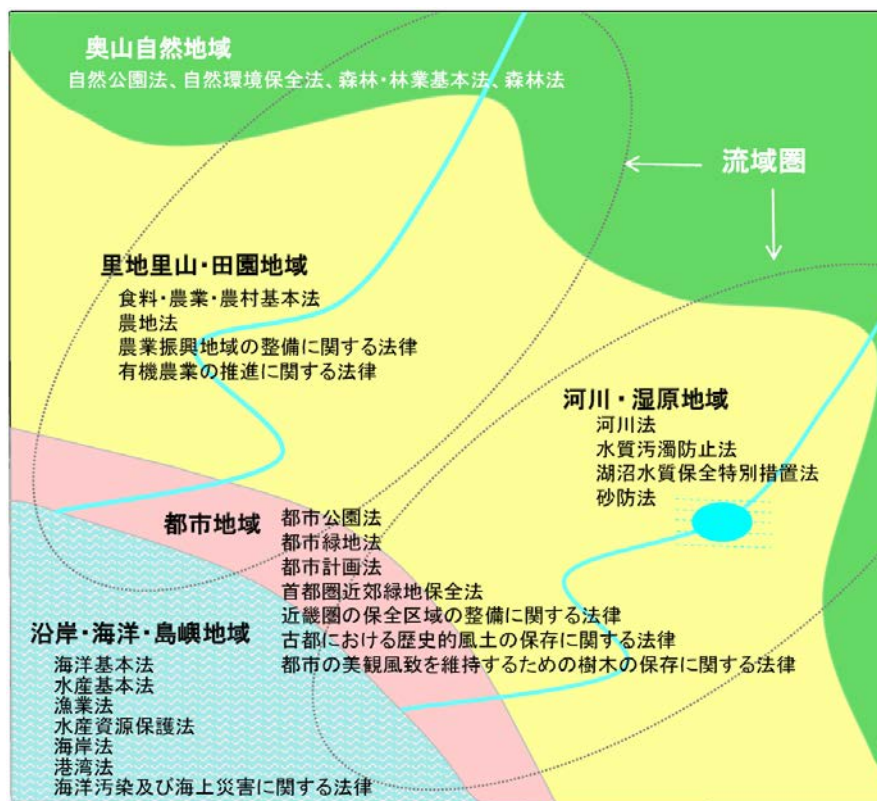 奥山自然地域
自然公園法、自然環境保全法、森林・林業基本法、森林法
流域圏
里地里山・田園地域
食料・農業・農村基本法
農地法
農業振興地域の整備に関する法律
有機農業の推進に関する法律
河川・湿原地域
河川法
水質汚濁防止法
湖沼水質保全特別措置法
砂防法
都市地域
都市公園法
都市緑地法
都市計画法
首都圏近郊緑地保全法
近畿圏の保全区域の整備に関する法律
古都における歴史的風土の保存に関する法律
都市の美観風致を維持するための樹木の保存に関する法律
沿岸・海洋・島嶼地域
海洋基本法
水産基本法
漁業法
水産資源保護法
海岸法
港湾法
海洋汚染及び海上災害に関する法律